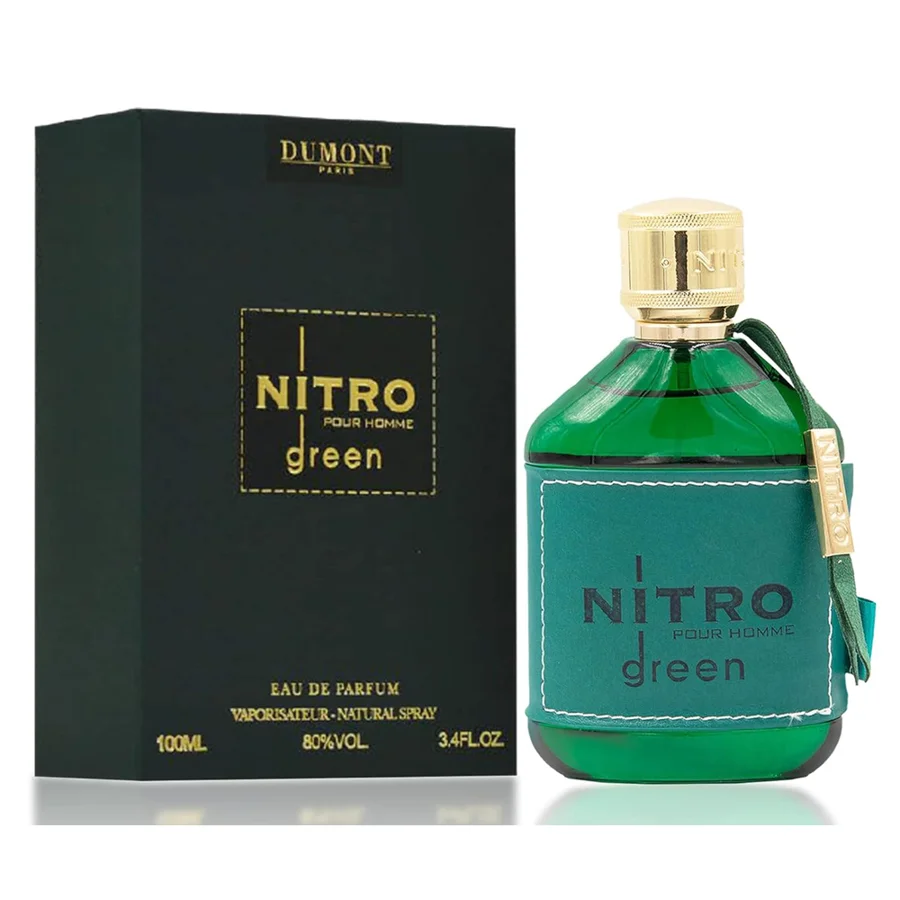 DUMONT
PARIS
NITRO
POUR HOMME
green
EAU DE PARFUM
VAPORISATEUR - NATURAL SPRAY
100ML
80%VOL.
3.4FL.OZ.
NITRO
NITRO
POUR HOMME
green